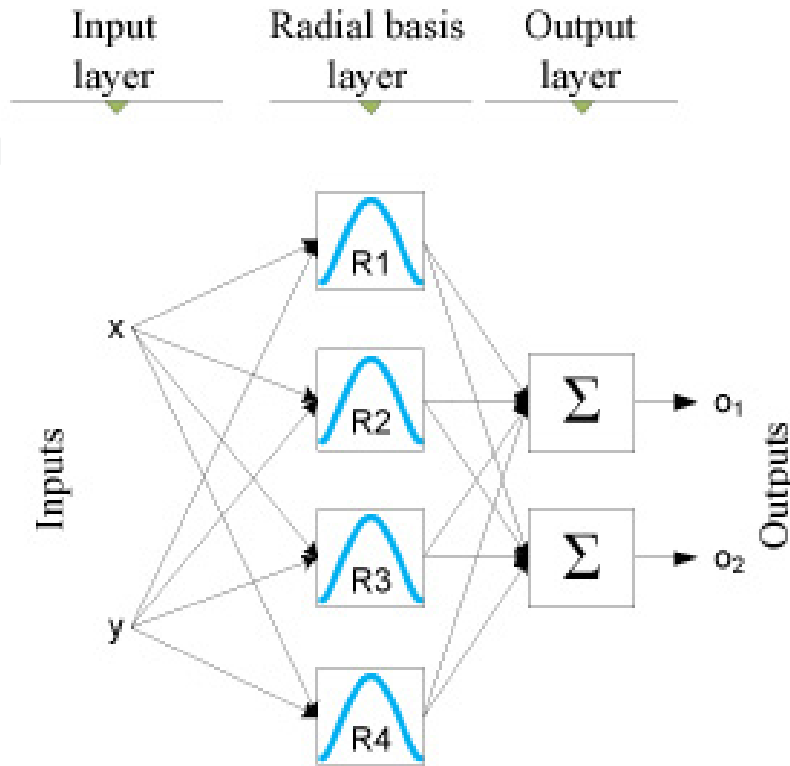 Input
layer
Radial basis
layer
Output
layer
Inputs
x
y
R1
R2
R3
R4
Σ
Σ
o₁
o₂
Outputs